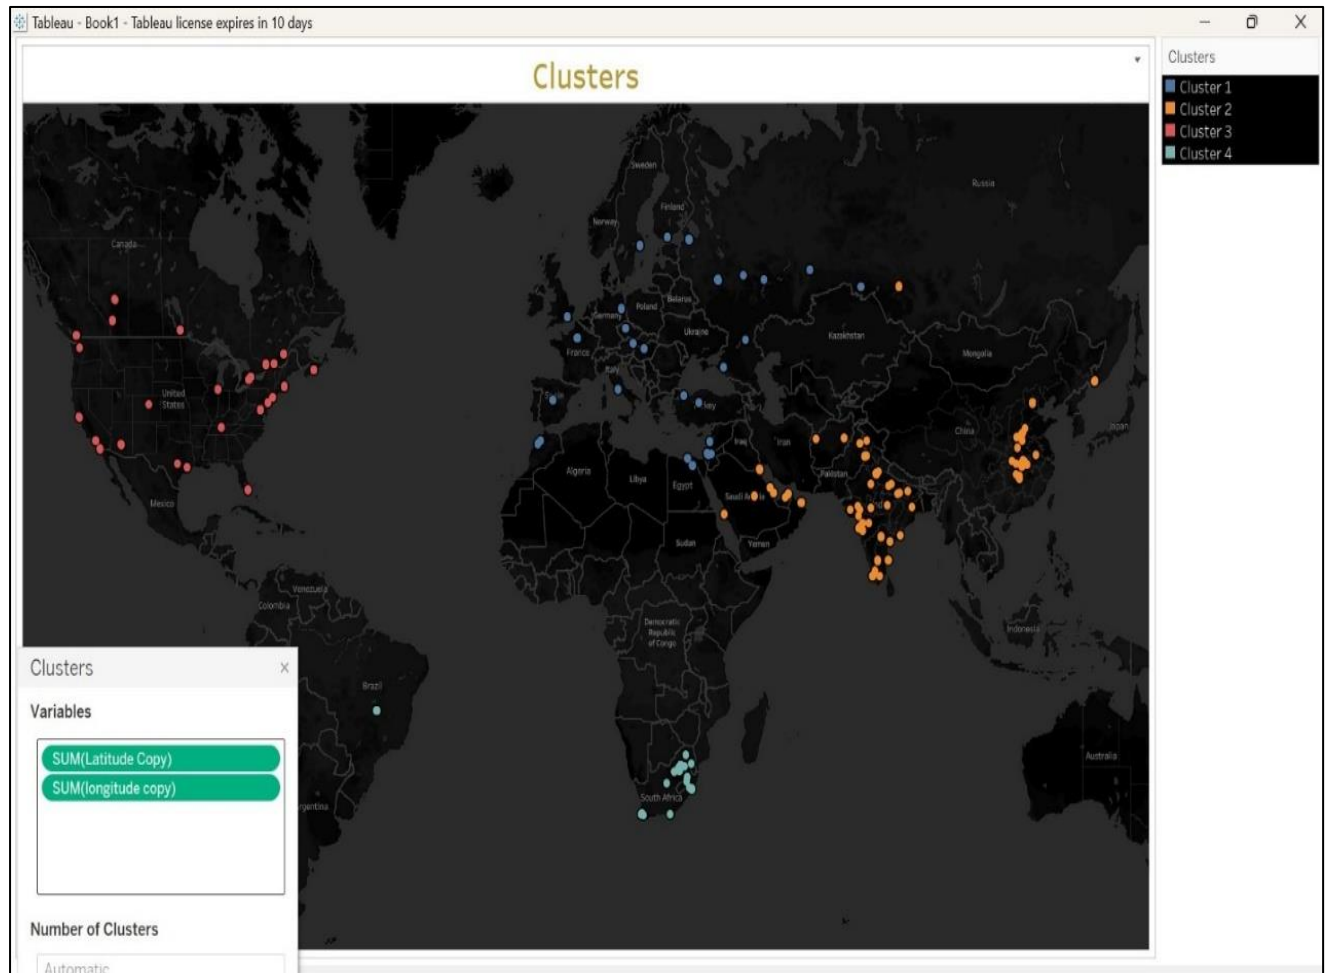 Tableau - Book1 - Tableau license expires in 10 days
Clusters
Clusters
Cluster 1
Cluster 2
Cluster 3
Cluster 4
Sweden
Russia
Finland
Norway
Canada
Poland
Belarus
Germany
Ukraine
France
Kazakhstan
Mongolia
Italy
United
States
China
Japan
Iraq
Iran
Algeria
Libya
Egypt
Pakistan
Mexico
Sudan
Yemen
Venezuela
Colombia
Democratic
Republic
of Congo
Indonesia
Brazil
Australia
South Africa
Clusters
Variables
SUM(Latitude Copy)
SUM(longitude copy)
Number of Clusters
Automatic